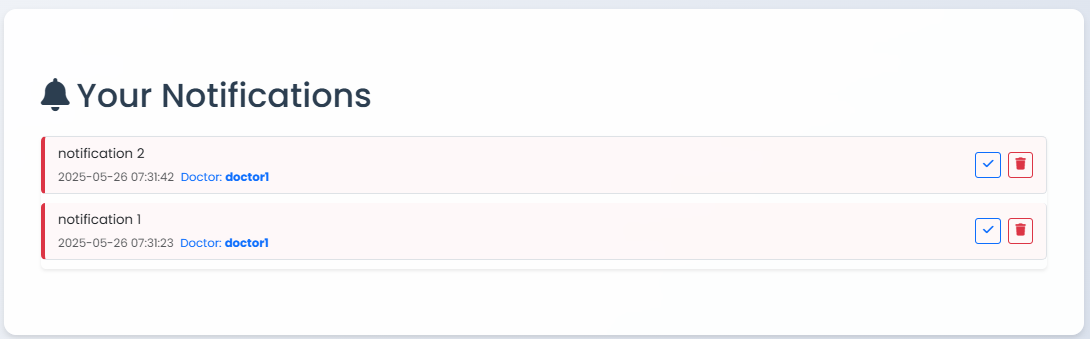 Your Notifications
notification 2
2025-05-26 07:31:42 Doctor: doctor1
notification 1
2025-05-26 07:31:23 Doctor: doctor1